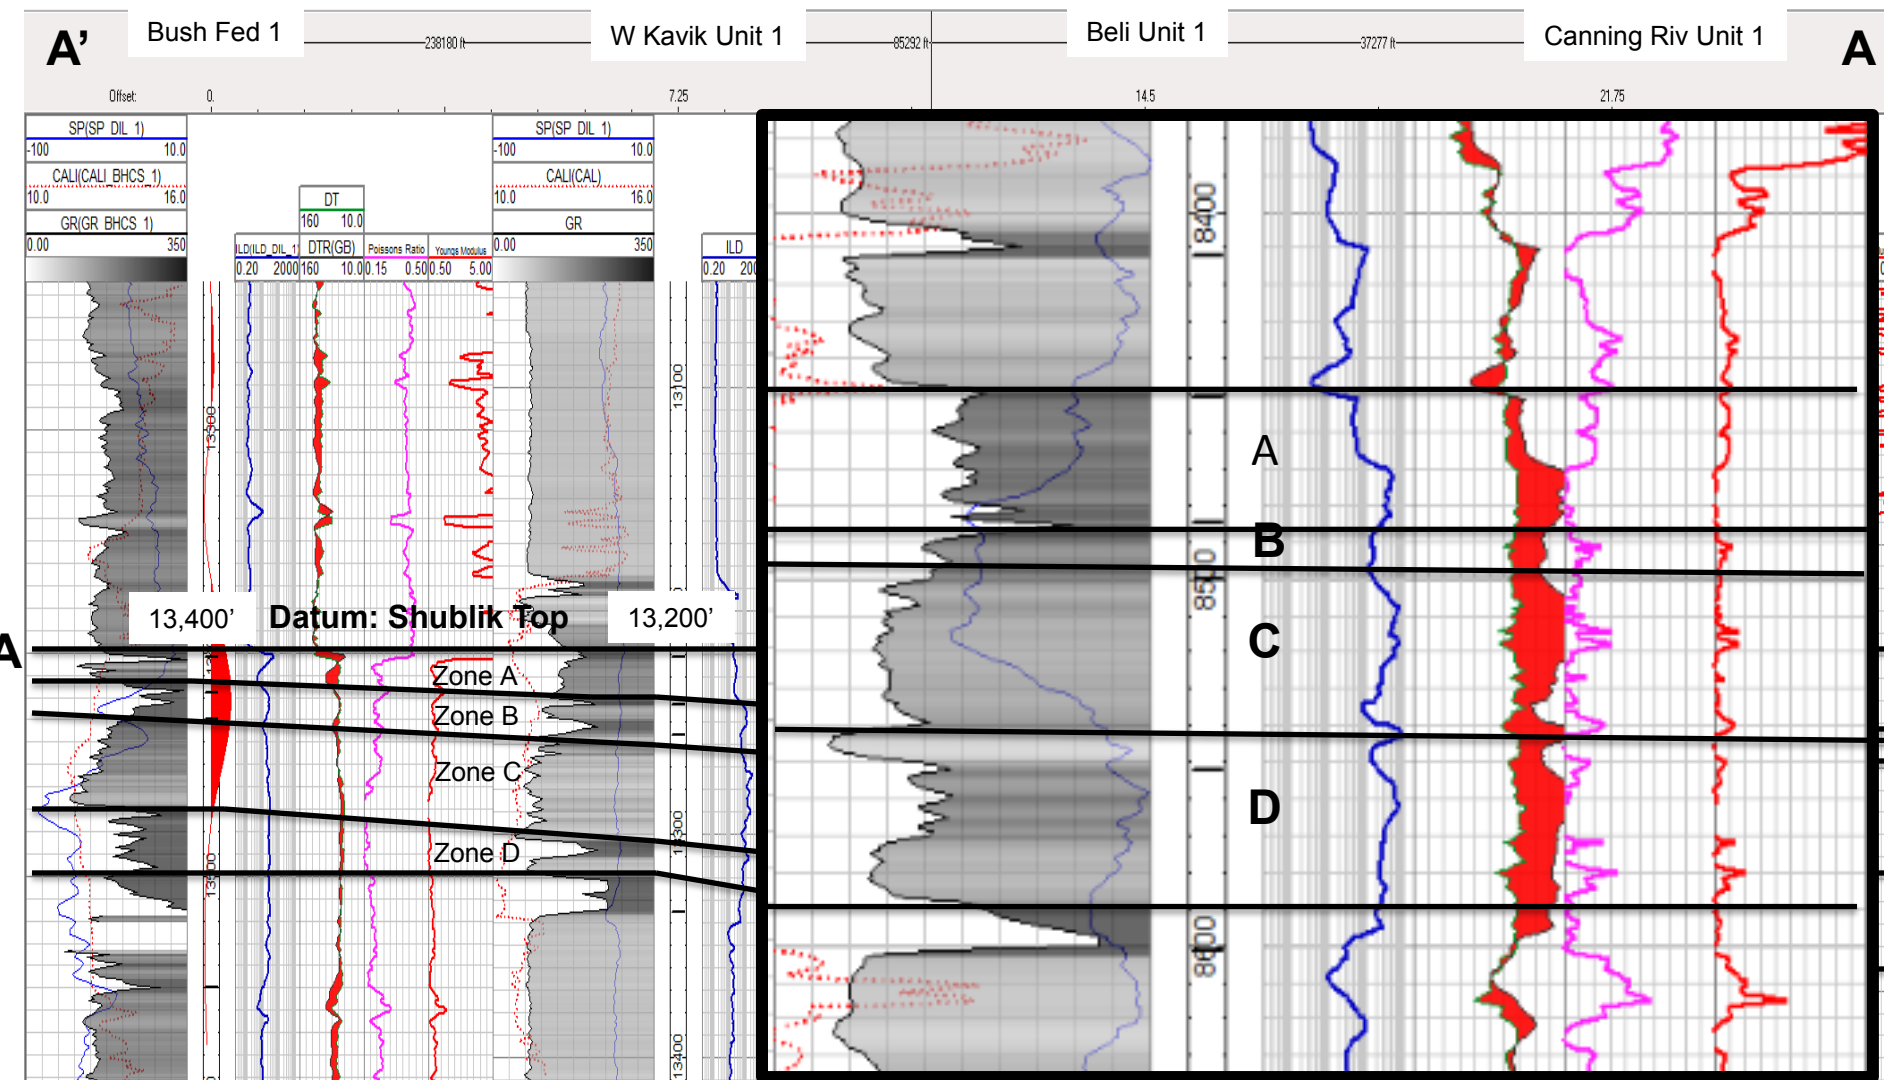 A’ Bush Fed 1 238180 ft W Kavik Unit 1 85292 ft Beli Unit 1 37277 ft Canning Riv Unit 1 A
Offset: 0. 7.25 14.5 21.75
SP(SP DIL 1) SP(SP DIL 1)
-100 10.0 -100 10.0
CALI(CALI BHCS 1) CALI(CAL)
10.0 16.0 10.0 16.0
DT
GR(GR BHCS 1) 160 10.0 GR
0.00 350 ILD(ILD_DIL_1) DTR(GB) Poissons Ratio Youngs Modulus 0.00 350 ILD
0.20 2000 160 10.0 0.15 0.50 0.50 5.00 0.20 200
8400
13100
13300
A
B
8500
13,400’ Datum: Shublik Top 13,200’
A
C
Zone A
Zone B
Zone C
D
13300
Zone D
13500
8600
13400